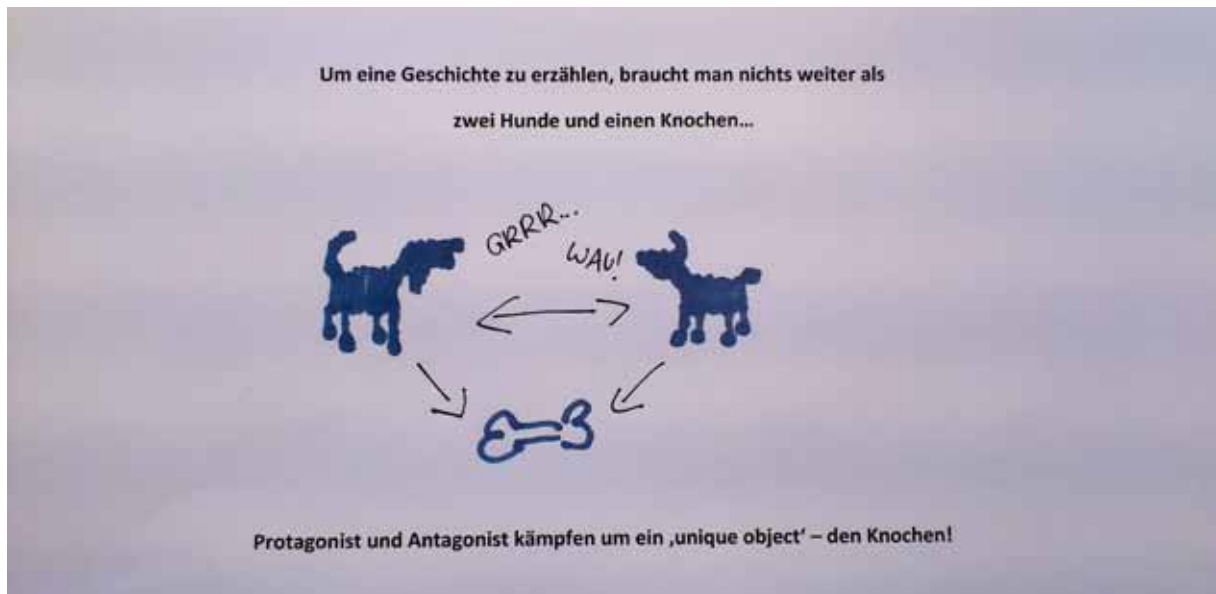 Um eine Geschichte zu erzählen, braucht man nichts weiter als
zwei Hunde und einen Knochen...
GRRR...
WAU!
Protagonist und Antagonist kämpfen um ein ‚unique object‘ – den Knochen!